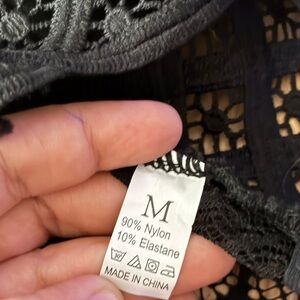 M
90% Nylon
10% Elastane
MADE IN CHINA